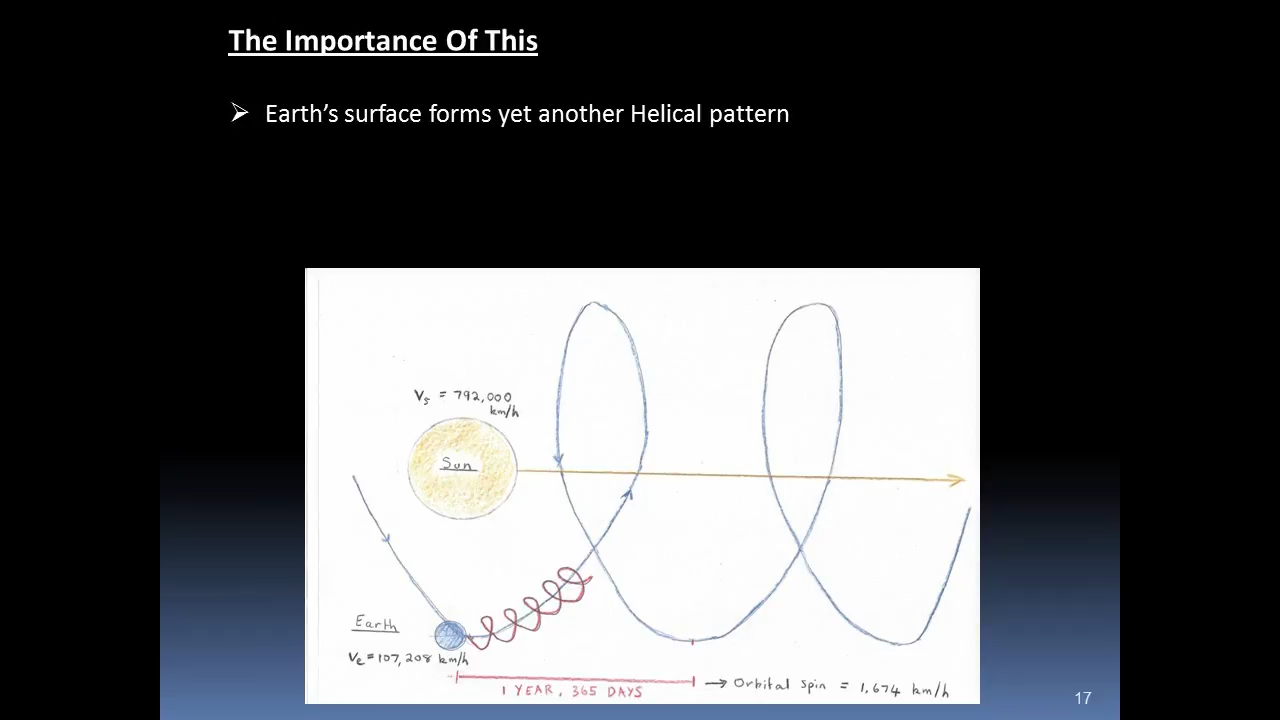 The Importance Of This
➢ Earth's surface forms yet another Helical pattern
Vs = 792,000
km/h
Sun
Earth
Ve = 107,208 km/h
1 YEAR, 365 DAYS
→ Orbital spin = 1,674 km/h
17